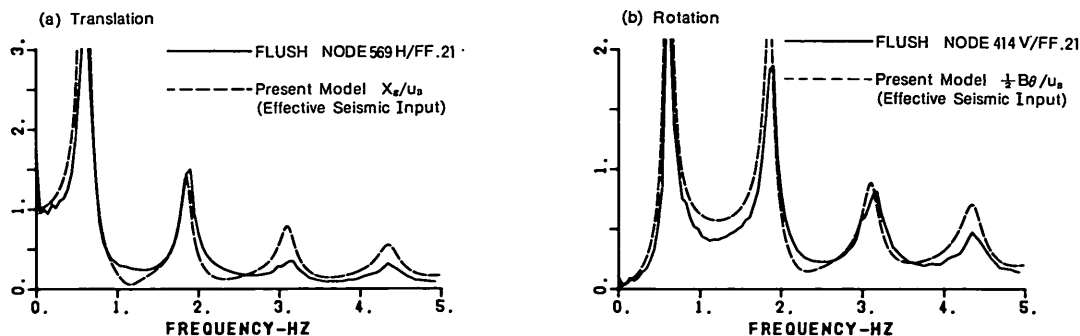 (a) Translation
FLUSH NODE 569 H/FF.21
Present Model Xg/uB
(Effective Seismic Input)
3.
2.
1.
0.
0. 1. 2. 3. 4. 5.
FREQUENCY-HZ
(b) Rotation
FLUSH NODE 414 V/FF.21
Present Model ½Bθ/uB
(Effective Seismic Input)
2.
1.
0.
0. 1. 2. 3. 4. 5.
FREQUENCY-HZ